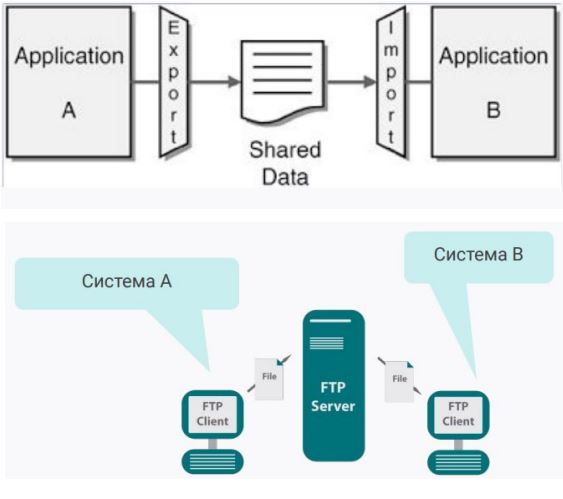 Application
A
Export
Shared
Data
Import
Application
B
Система А
Система В
File
FTP
Server
File
FTP
Client
FTP
Client